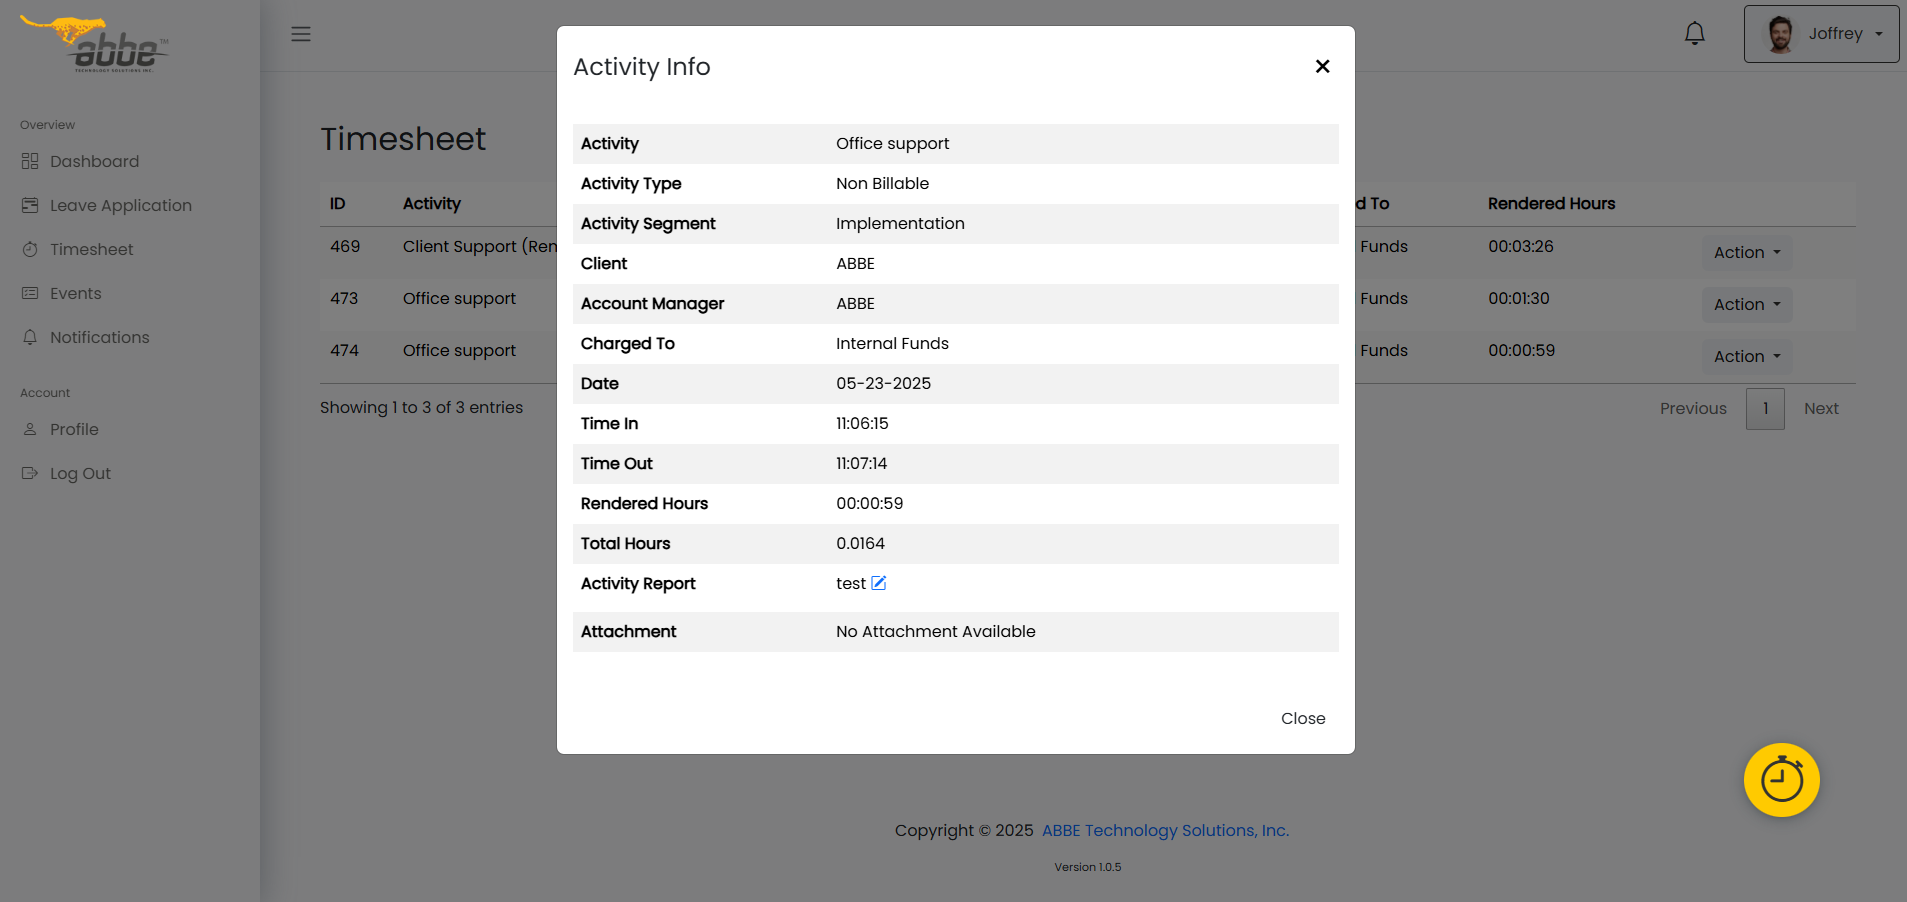 abbe™
TECHNOLOGY SOLUTIONS INC.
Joffrey
Overview
Dashboard
Leave Application
Timesheet
Events
Notifications
Account
Profile
Log Out
Timesheet
ID Activity d To Rendered Hours
469 Client Support (Ren Funds 00:03:26 Action
473 Office support Funds 00:01:30 Action
474 Office support Funds 00:00:59 Action
Showing 1 to 3 of 3 entries
Previous 1 Next
Activity Info
Activity Office support
Activity Type Non Billable
Activity Segment Implementation
Client ABBE
Account Manager ABBE
Charged To Internal Funds
Date 05-23-2025
Time In 11:06:15
Time Out 11:07:14
Rendered Hours 00:00:59
Total Hours 0.0164
Activity Report test
Attachment No Attachment Available
Close
Copyright © 2025 ABBE Technology Solutions, Inc.
Version 1.0.5